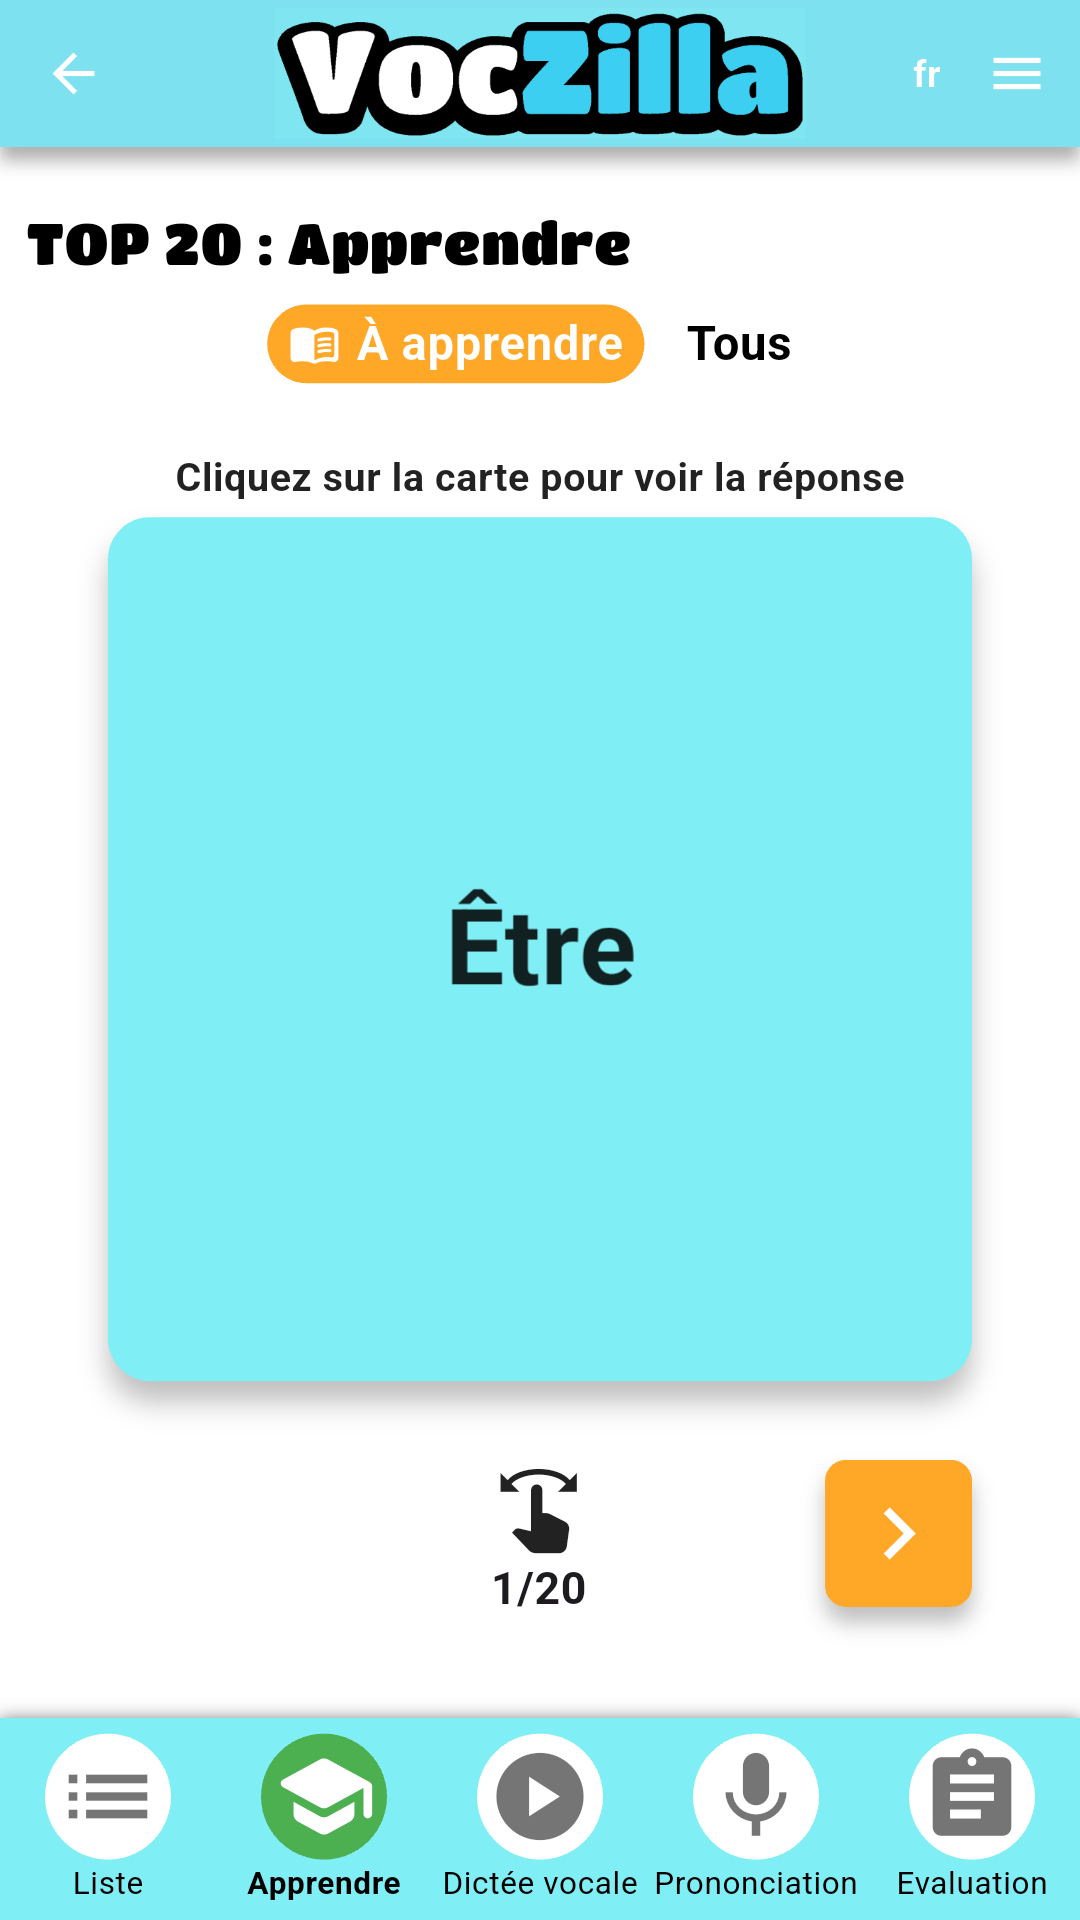 VocZilla
fr
TOP 20 : Apprendre
À apprendre
Tous
Cliquez sur la carte pour voir la réponse
Être
1/20
Liste
Apprendre
Dictée vocale
Prononciation
Evaluation